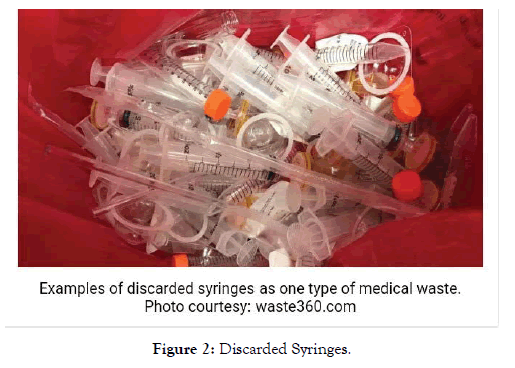 Examples of discarded syringes as one type of medical waste.
Photo courtesy: waste360.com
Figure 2: Discarded Syringes.